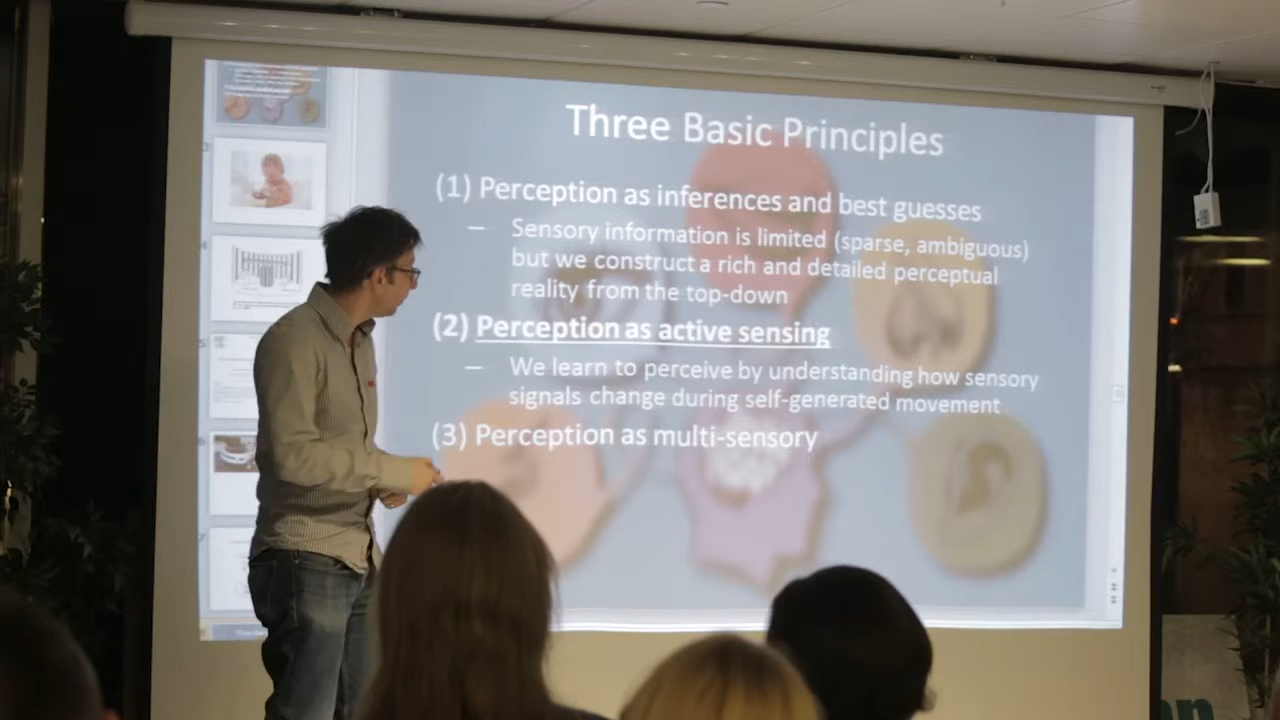 Three Basic Principles
(1) Perception as inferences and best guesses
– Sensory information is limited (sparse, ambiguous)
but we construct a rich and detailed perceptual
reality from the top-down
(2) Perception as active sensing
– We learn to perceive by understanding how sensory
signals change during self-generated movement
(3) Perception as multi-sensory